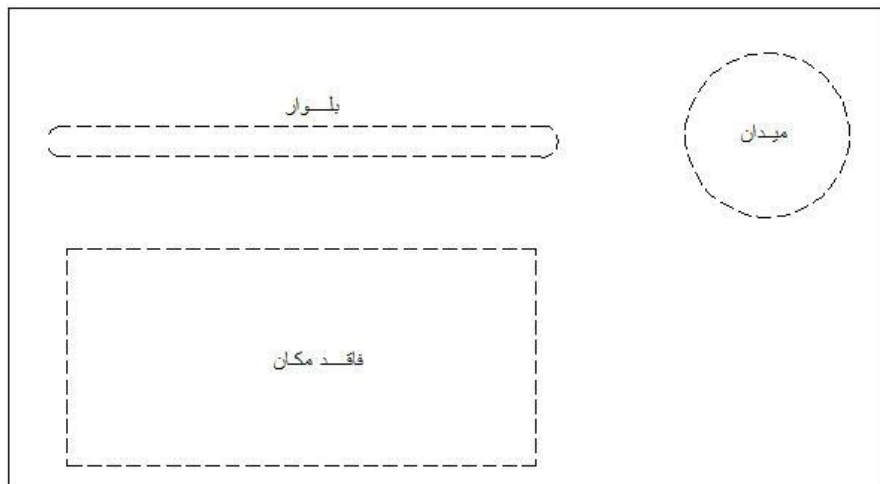 بلوار
میدان
فاقد مکان